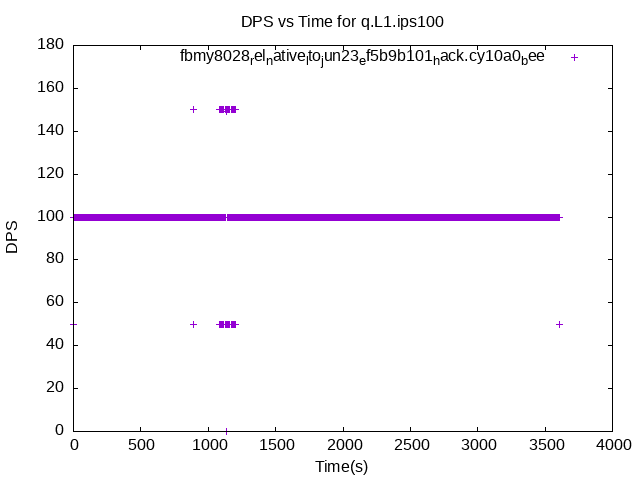 DPS vs Time for q.L1.ips100
180
fbmy8028relnativeltojun23ef5b9b101hack.cy10a0bee
160
140
120
100
80
60
40
20
0
DPS
0 500 1000 1500 2000 2500 3000 3500 4000
Time(s)